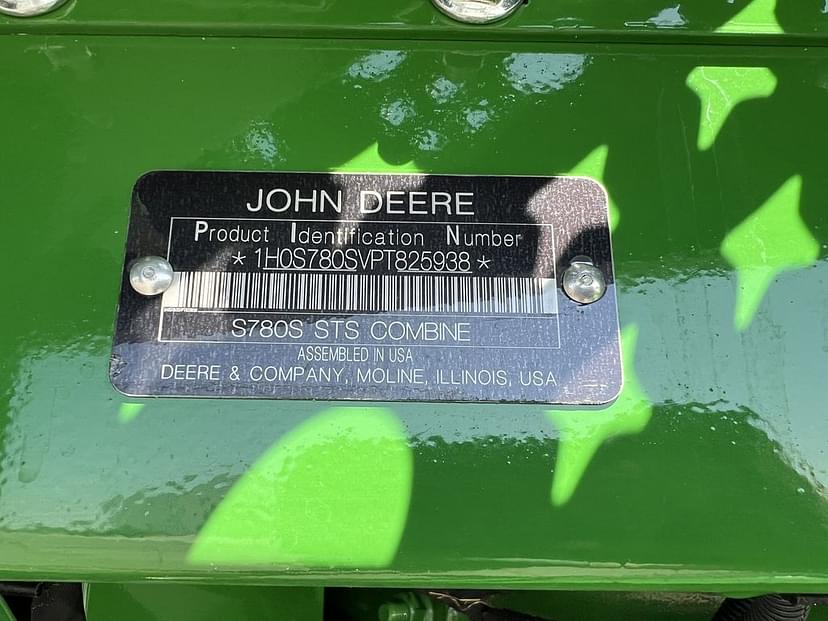 JOHN DEERE
Product Identification Number
* 1H0S780SVPT825938 *
S780S STS COMBINE
ASSEMBLED IN USA
DEERE & COMPANY, MOLINE, ILLINOIS, USA